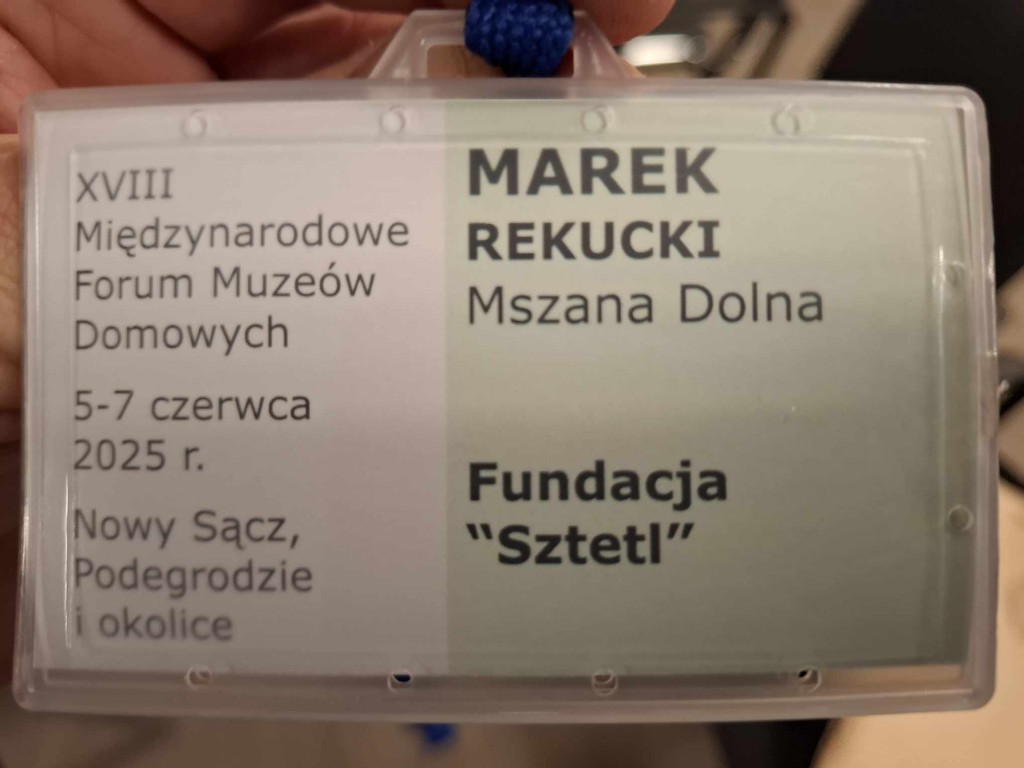 XVIII
Międzynarodowe
Forum Muzeów
Domowych
5-7 czerwca
2025 r.
Nowy Sącz,
Podegrodzie
i okolice
MAREK
REKUCKI
Mszana Dolna
Fundacja
“Sztetl”